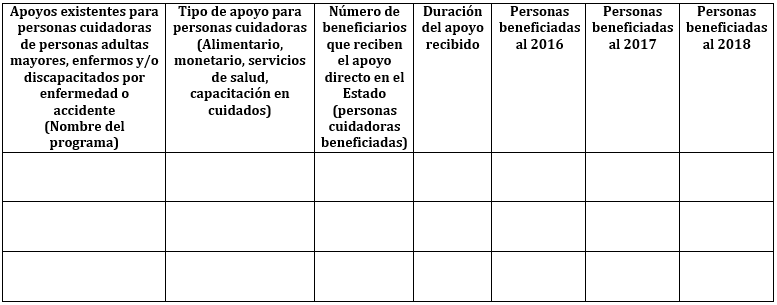 Apoyos existentes para
personas cuidadoras
de personas adultas
mayores, enfermos y/o
discapacitados por
enfermedad o
accidente
(Nombre del
programa)
Tipo de apoyo para
personas cuidadoras
(Alimentario,
monetario, servicios
de salud,
capacitación en
cuidados)
Número de
beneficiarios
que reciben
el apoyo
directo en el
Estado
(personas
cuidadoras
beneficiadas)
Duración
del apoyo
recibido
Personas
beneficiadas
al 2016
Personas
beneficiadas
al 2017
Personas
beneficiadas
al 2018